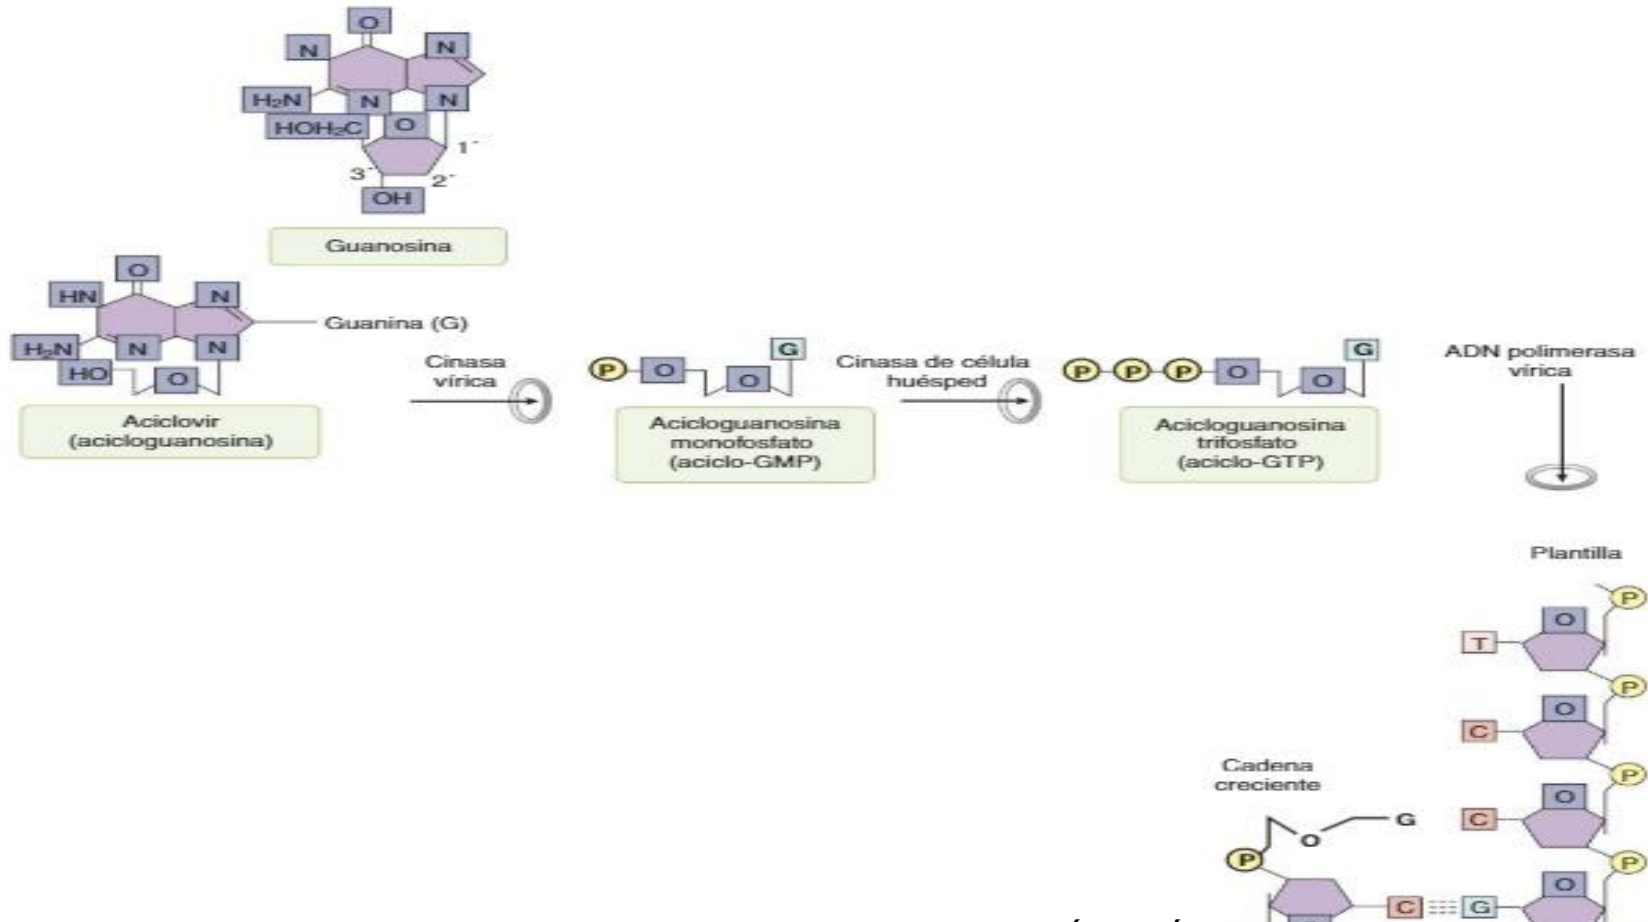 O
N
N
H₂N
N
N
HOH₂C
O
1´
3´
2´
OH
Guanosina
O
HN
N
Guanina (G)
H₂N
N
N
HO
O
Aciclovir
(acicloguanosina)
Cinasa
vírica
P
O
O
G
Acicloguanosina
monofosfato
(aciclo-GMP)
Cinasa de célula
huésped
P
P
P
O
O
G
Acicloguanosina
trifosfato
(aciclo-GTP)
ADN polimerasa
vírica
Plantilla
P
O
T
P
O
C
P
O
C
P
O
Cadena
creciente
G
O
P
C
G